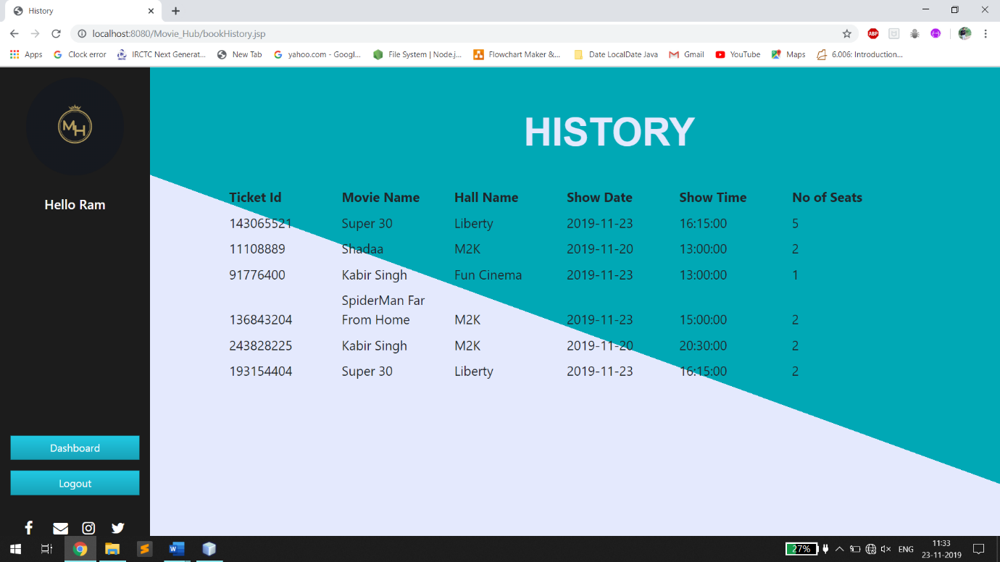 History
localhost:8080/Movie_Hub/bookHistory.jsp
ABP
Apps Clock error IRCTC Next Generat... New Tab yahoo.com - Googl... File System | Node.j... Flowchart Maker &... Date LocalDate Java Gmail YouTube Maps 6.006: Introduction...
MH
Hello Ram
HISTORY
Ticket Id Movie Name Hall Name Show Date Show Time No of Seats
143065521 Super 30 Liberty 2019-11-23 16:15:00 5
11108889 Shadaa M2K 2019-11-20 13:00:00 2
91776400 Kabir Singh Fun Cinema 2019-11-23 13:00:00 1
SpiderMan Far
136843204 From Home M2K 2019-11-23 15:00:00 2
243828225 Kabir Singh M2K 2019-11-20 20:30:00 2
193154404 Super 30 Liberty 2019-11-23 16:15:00 2
Dashboard
Logout
27% ENG 11:33
23-11-2019